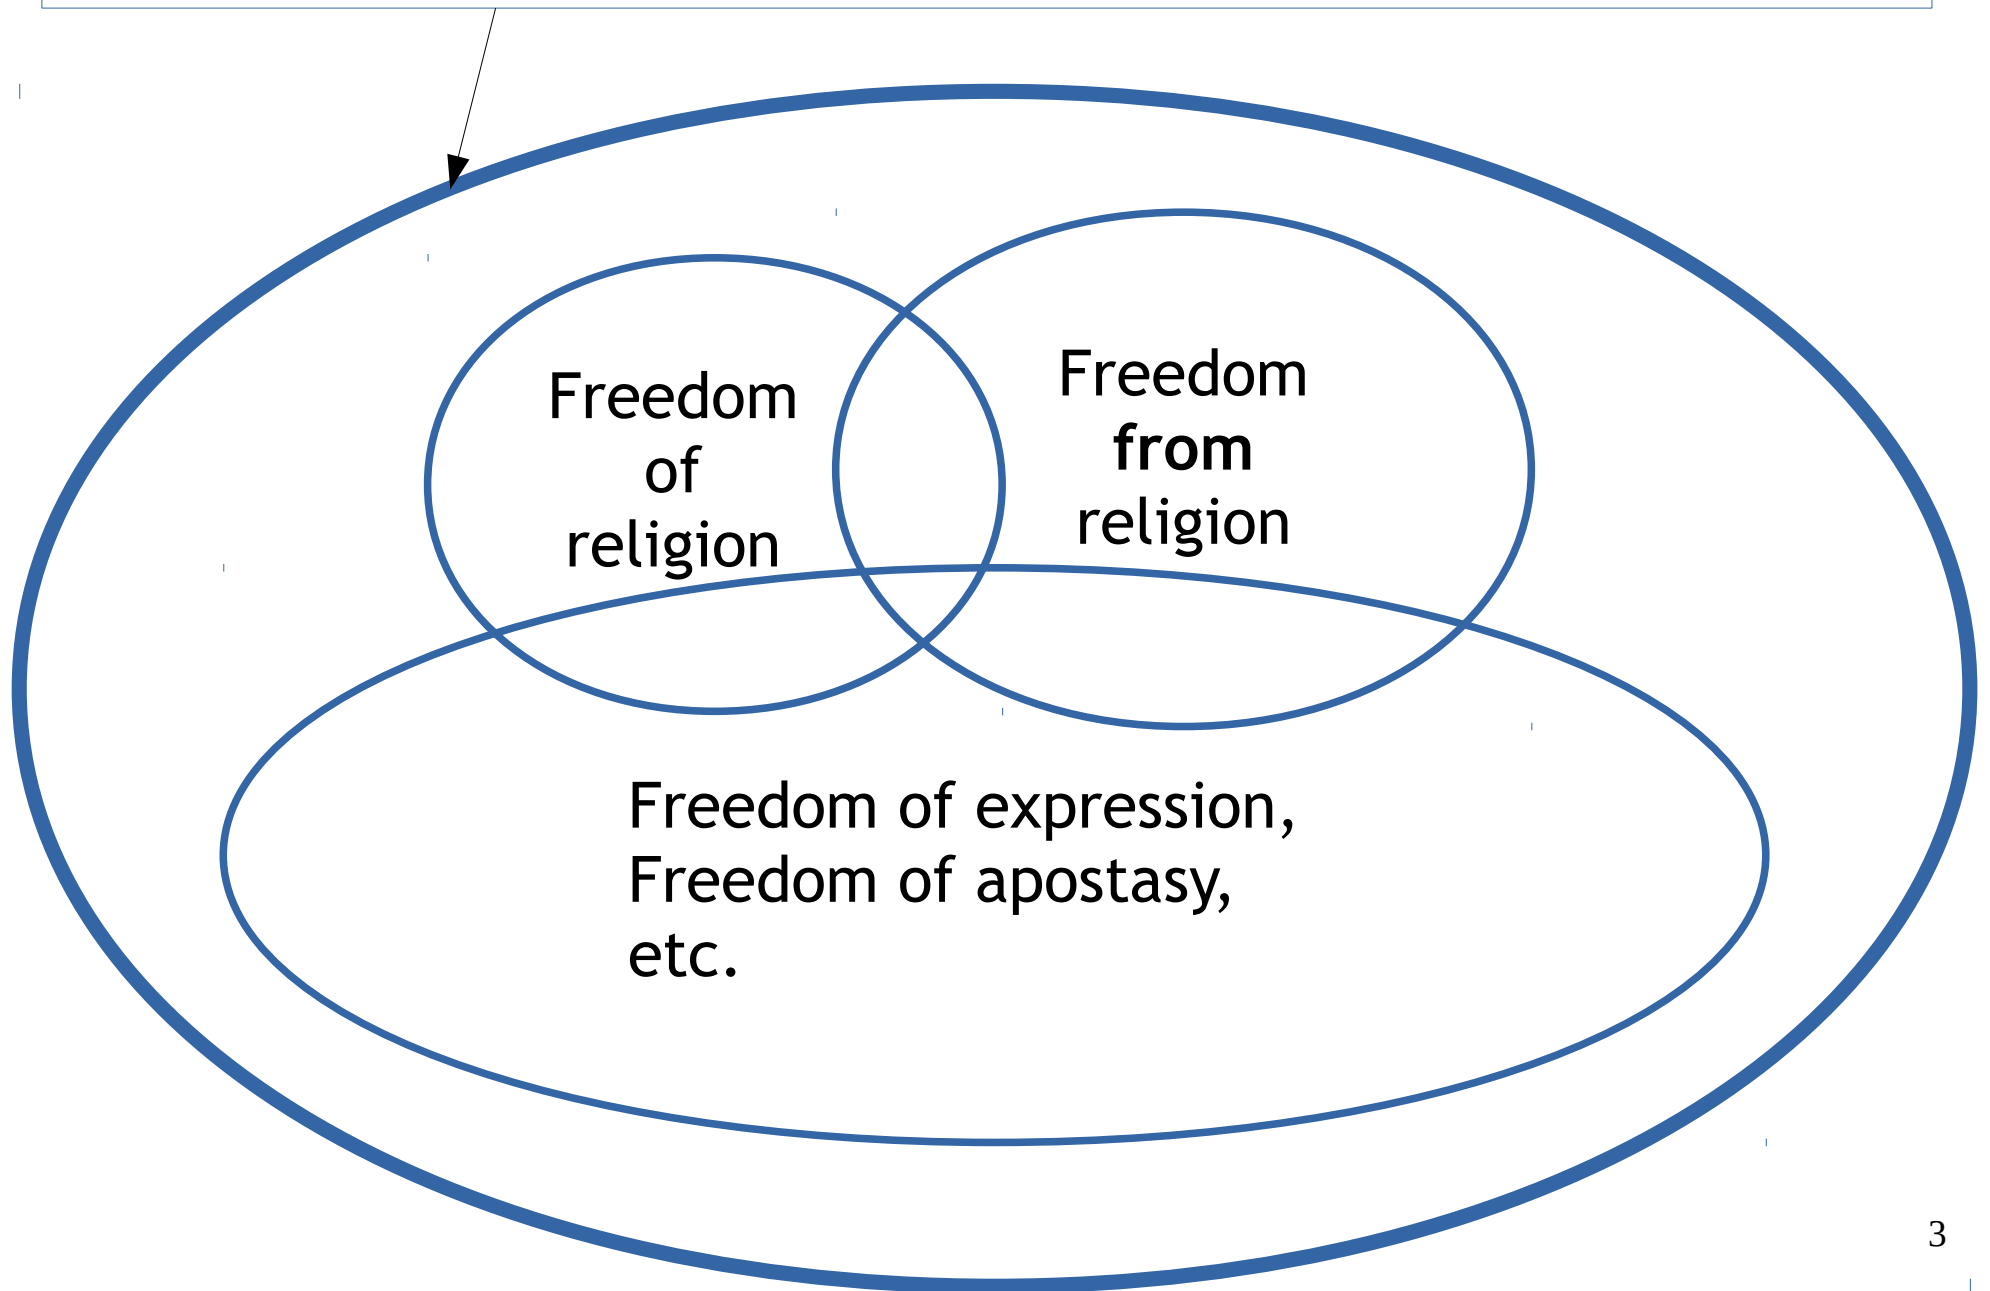 Freedom
of
religion
Freedom
from
religion
Freedom of expression,
Freedom of apostasy,
etc.
3